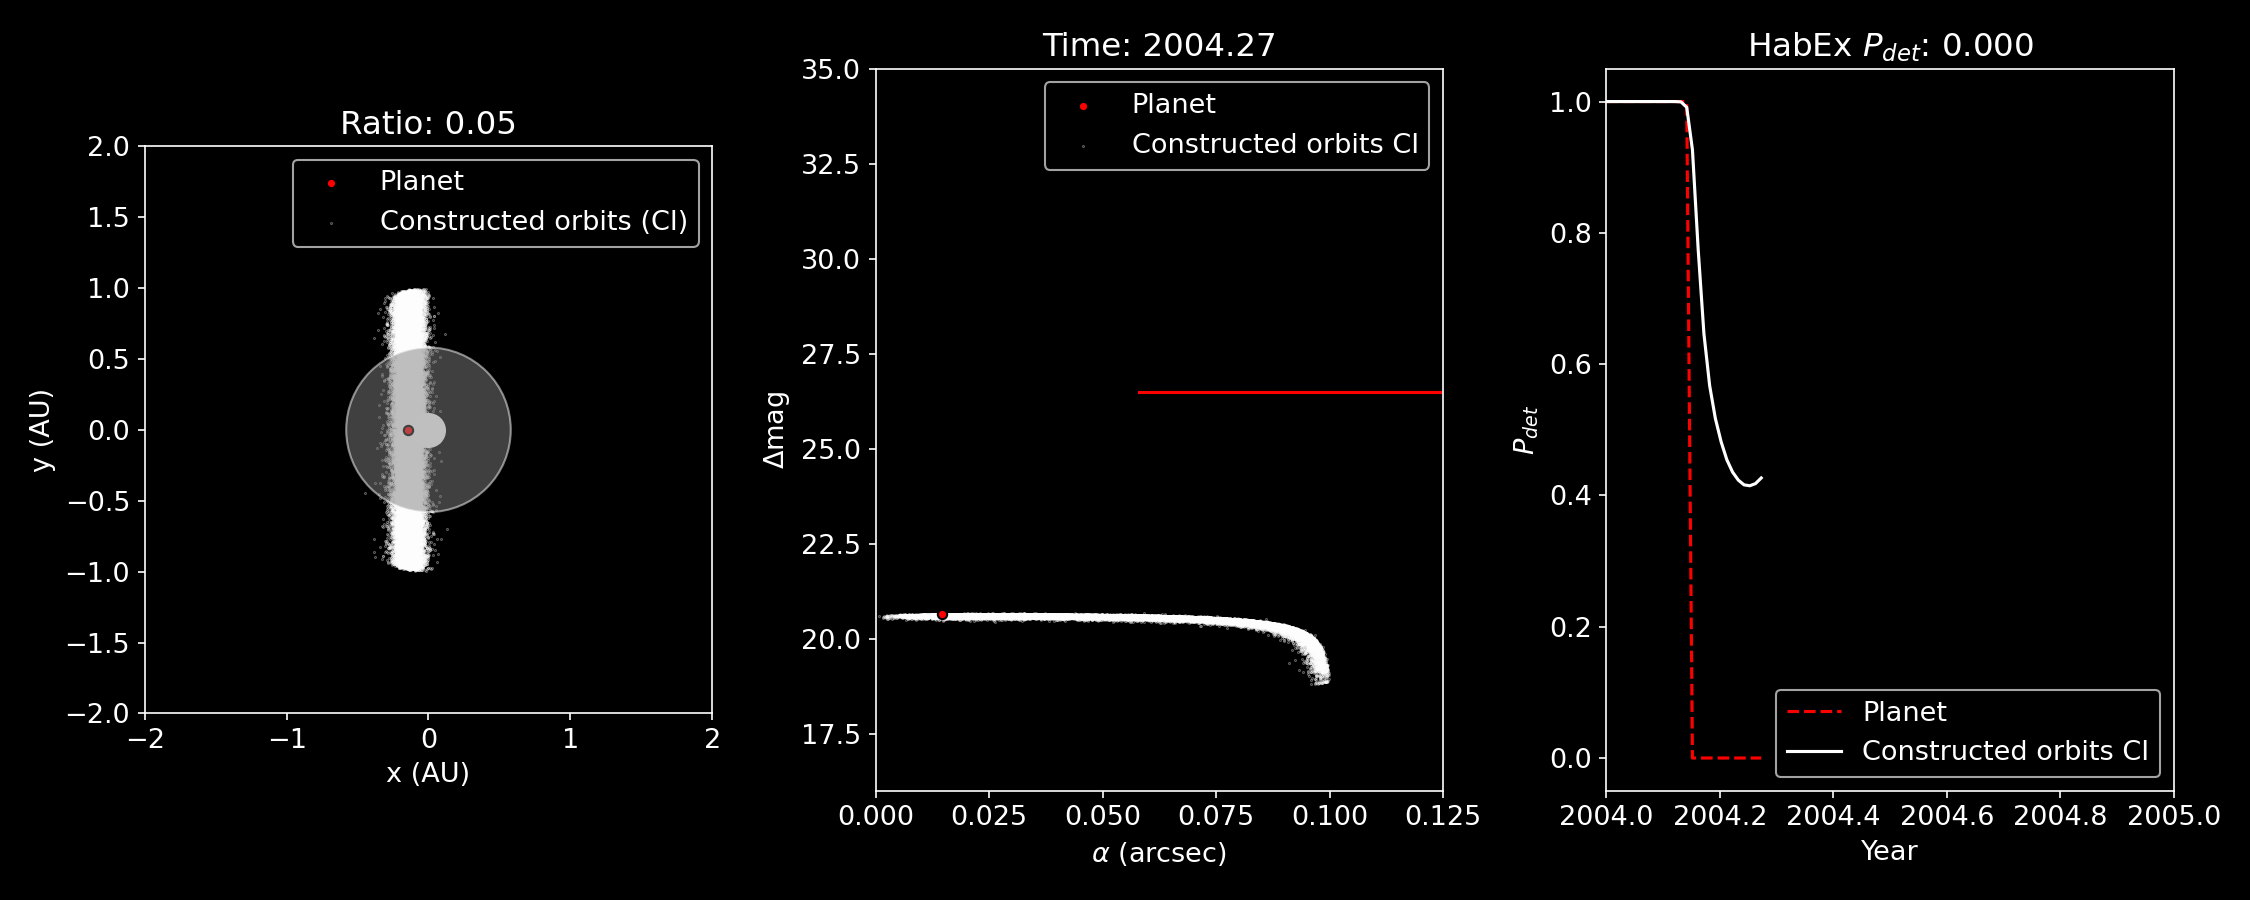 Ratio: 0.05
Planet
Constructed orbits (CI)
2.0
1.5
1.0
0.5
0.0
−0.5
−1.0
−1.5
−2.0
y (AU)
−2
−1
0
1
2
x (AU)
Time: 2004.27
Planet
Constructed orbits CI
35.0
32.5
30.0
27.5
25.0
22.5
20.0
17.5
Δmag
0.000
0.025
0.050
0.075
0.100
0.125
α (arcsec)
HabEx P_det: 0.000
1.0
0.8
0.6
0.4
0.2
0.0
P_det
Planet
Constructed orbits CI
2004.0
2004.2
2004.4
2004.6
2004.8
2005.0
Year